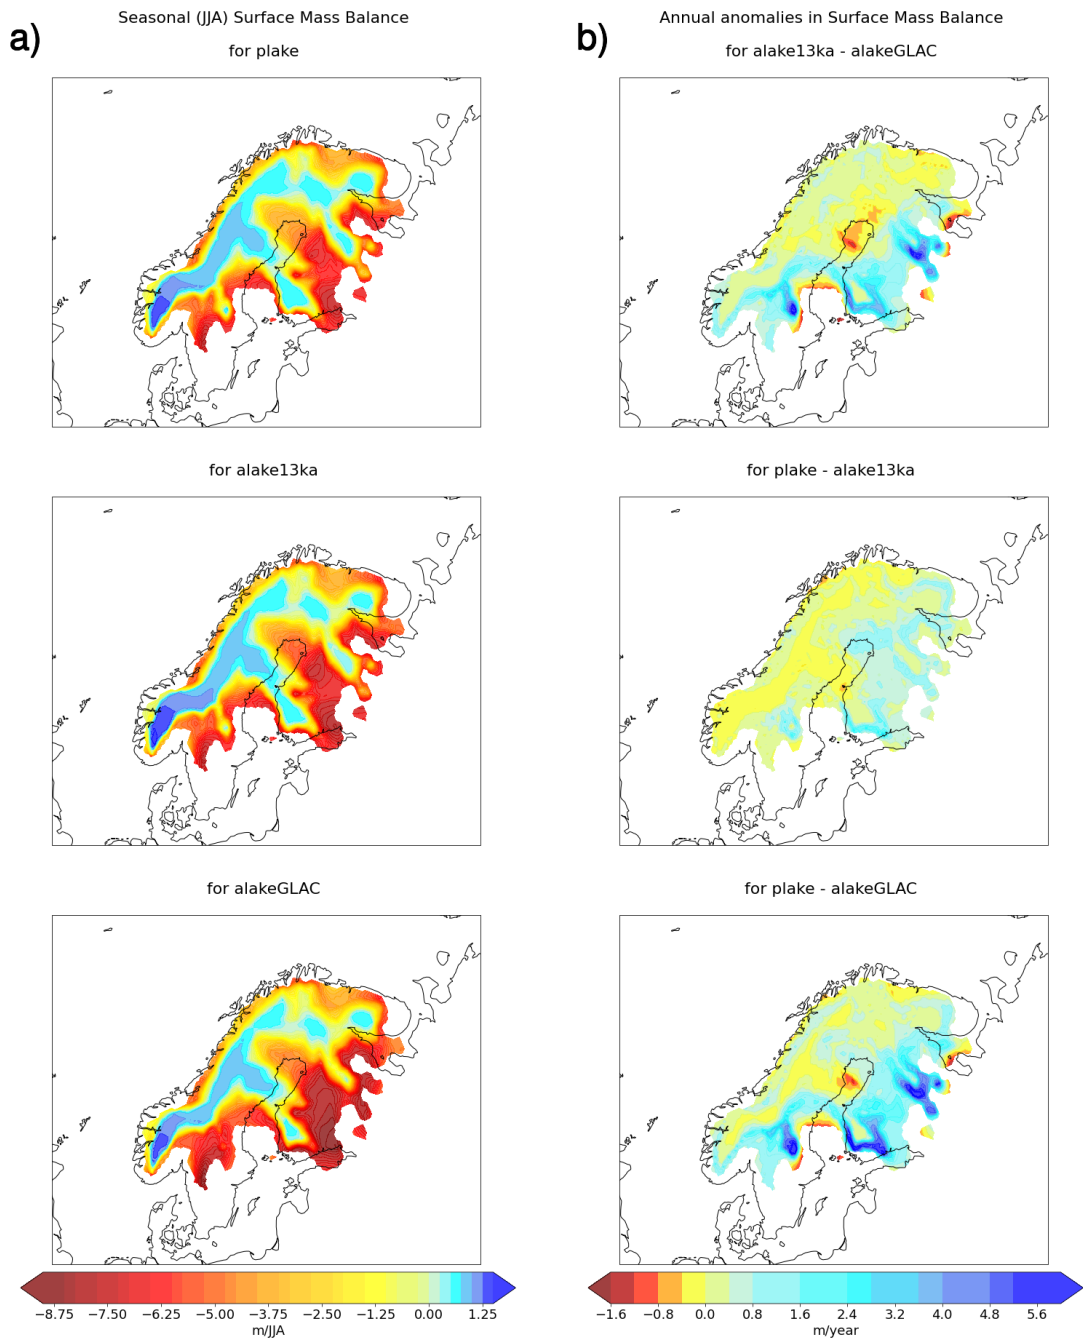 a)
Seasonal (JJA) Surface Mass Balance
for plake
b)
Annual anomalies in Surface Mass Balance
for alake13ka - alakeGLAC
for alake13ka
for plake - alake13ka
for alakeGLAC
for plake - alakeGLAC
−8.75 −7.50 −6.25 −5.00 −3.75 −2.50 −1.25 0.00 1.25
m/JJA
−1.6 −0.8 0.0 0.8 1.6 2.4 3.2 4.0 4.8 5.6
m/year